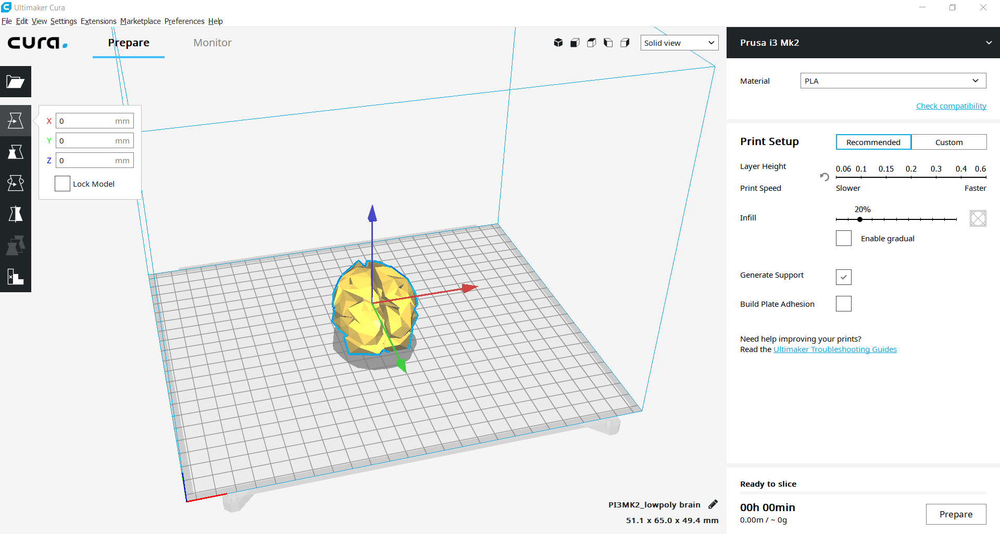 Ultimaker Cura
File Edit View Settings Extensions Marketplace Preferences Help
cura.
Prepare Monitor
Solid view
X 0 mm
Y 0 mm
Z 0 mm
Lock Model
PI3MK2_lowpoly brain
51.1 x 65.0 x 49.4 mm
Prusa i3 Mk2
Material PLA
Check compatibility
Print Setup Recommended Custom
Layer Height 0.06 0.1 0.15 0.2 0.3 0.4 0.6
Print Speed Slower Faster
20%
Infill
Enable gradual
Generate Support
Build Plate Adhesion
Need help improving your prints?
Read the Ultimaker Troubleshooting Guides
Ready to slice
00h 00min
0.00m / ~ 0g
Prepare